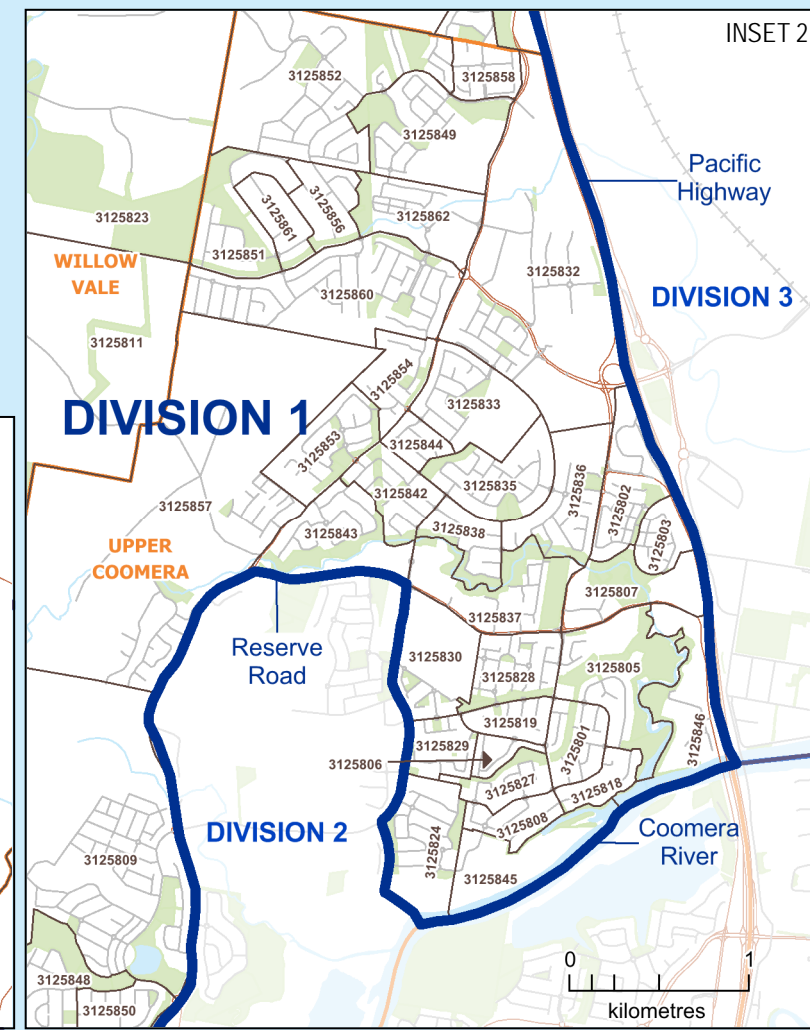 INSET 2
3125852
3125858
3125849
Pacific
Highway
3125823
3125861
3125856
3125862
3125851
WILLOW
VALE
3125832
3125860
DIVISION 3
3125811
3125854
DIVISION 1
3125833
3125853
3125844
3125857
3125842
3125835
3125836
3125802
3125803
3125843
3125838
UPPER
COOMERA
3125807
3125837
Reserve
Road
3125830
3125828
3125805
3125819
3125829
3125801
3125846
3125806
3125827
3125818
DIVISION 2
3125808
3125824
Coomera
River
3125809
3125845
3125848
3125850
0 1
kilometres